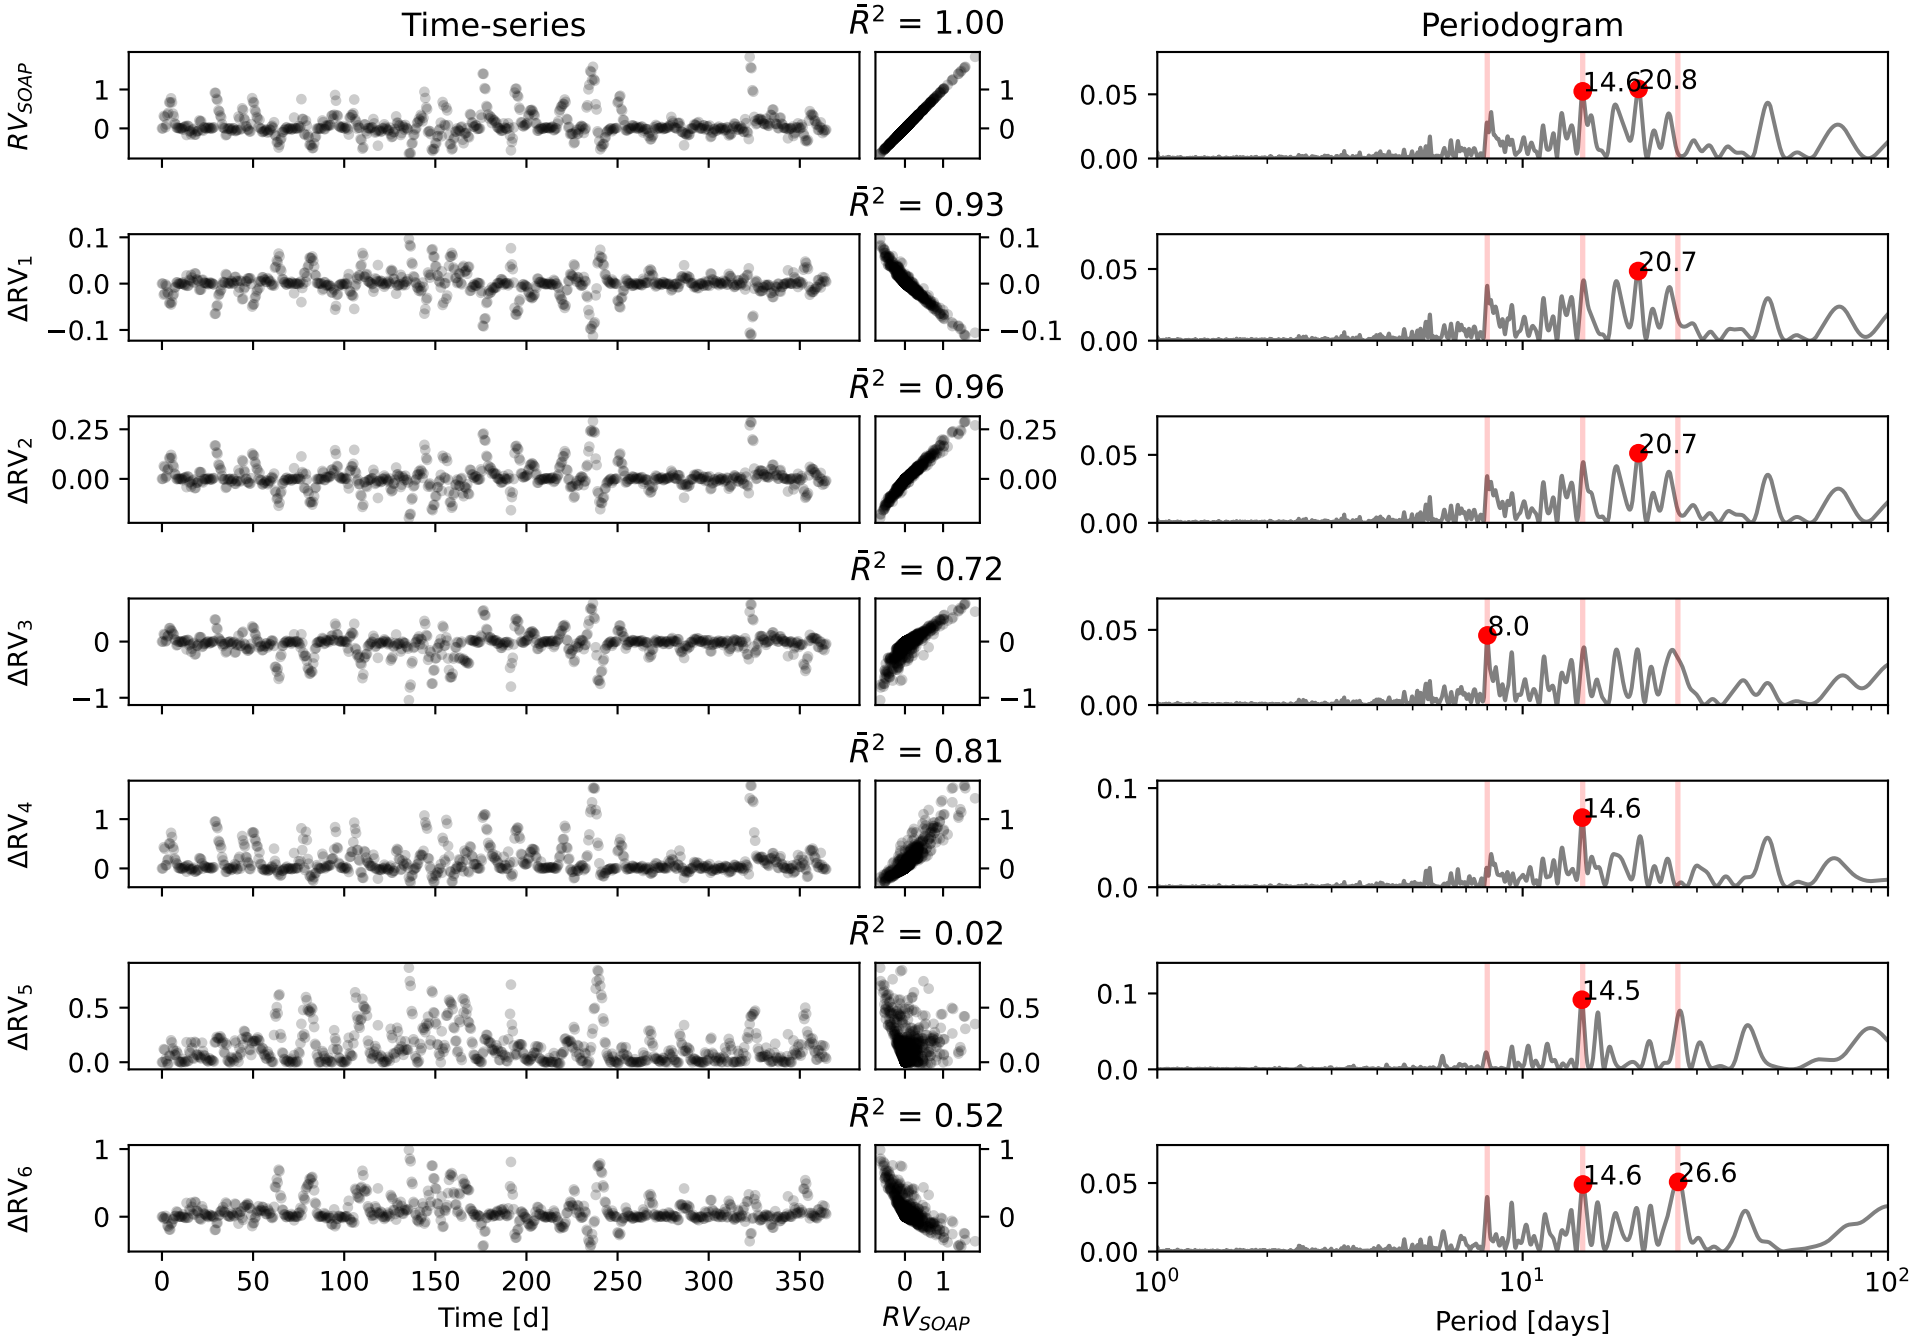 Time-series
R̄² = 1.00
Periodogram
RV_SOAP
1
0
1
0
0.05
0.00
14.6
20.8
R̄² = 0.93
ΔRV₁
0.1
0.0
−0.1
0.1
0.0
−0.1
0.05
0.00
20.7
R̄² = 0.96
ΔRV₂
0.25
0.00
0.25
0.00
0.05
0.00
20.7
R̄² = 0.72
ΔRV₃
0
−1
0
−1
0.05
0.00
8.0
R̄² = 0.81
ΔRV₄
1
0
1
0
0.1
0.0
14.6
R̄² = 0.02
ΔRV₅
0.5
0.0
0.5
0.0
0.1
0.0
14.5
R̄² = 0.52
ΔRV₆
1
0
1
0
0.05
0.00
14.6
26.6
0 50 100 150 200 250 300 350
0 1
10⁰ 10¹ 10²
Time [d]
RV_SOAP
Period [days]